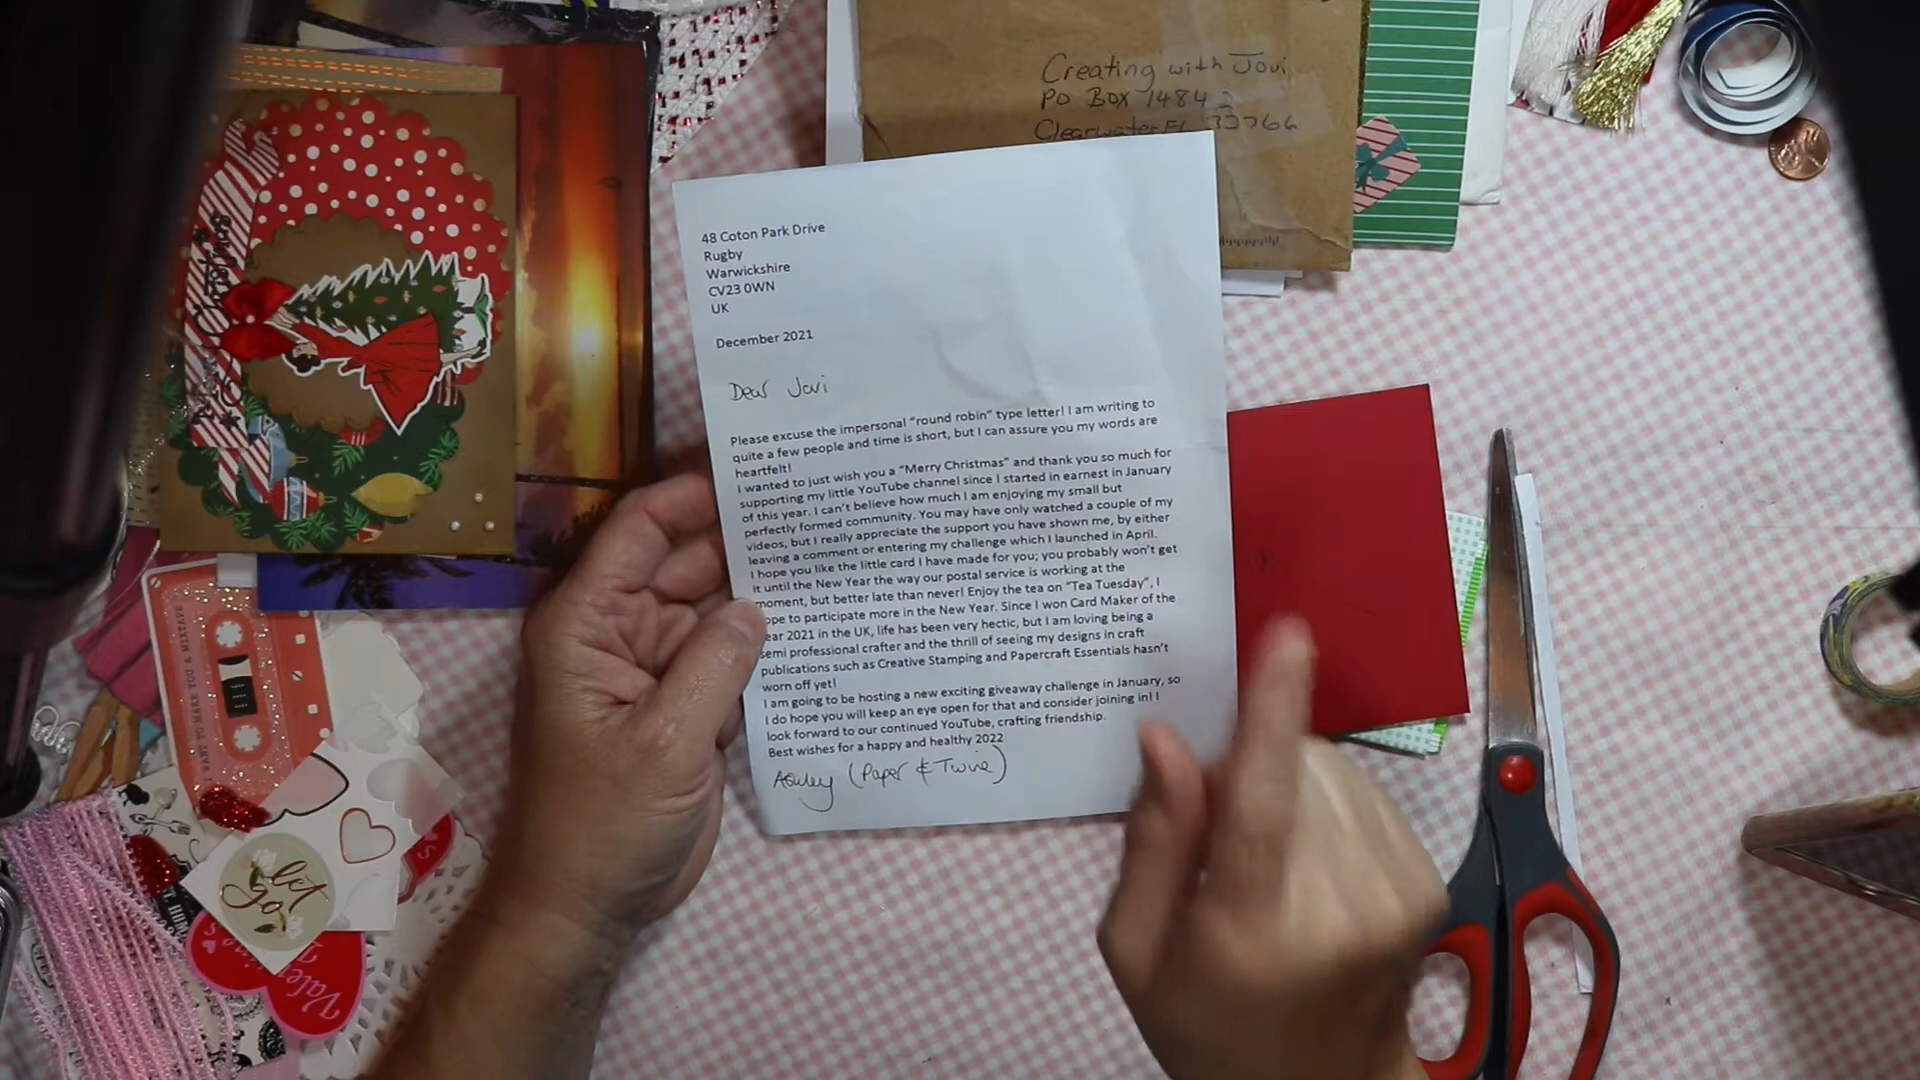 Creating with Jovi
PO Box 1484
Clearwater FL 33766
48 Coton Park Drive
Rugby
Warwickshire
CV23 0WN
UK
December 2021
Dear Jovi
Please excuse the impersonal "round robin" type letter! I am writing to
quite a few people and time is short, but I can assure you my words are
heartfelt!
I wanted to just wish you a "Merry Christmas" and thank you so much for
supporting my little YouTube channel since I started in earnest in January
of this year. I can't believe how much I am enjoying my small but
perfectly formed community. You may have only watched a couple of my
videos, but I really appreciate the support you have shown me, by either
leaving a comment or entering my challenge which I launched in April.
I hope you like the little card I have made for you; you probably won't get
it until the New Year the way our postal service is working at the
moment, but better late than never! Enjoy the tea on "Tea Tuesday", I
ope to participate more in the New Year. Since I won Card Maker of the
ear 2021 in the UK, life has been very hectic, but I am loving being a
semi professional crafter and the thrill of seeing my designs in craft
publications such as Creative Stamping and Papercraft Essentials hasn't
worn off yet!
I am going to be hosting a new exciting giveaway challenge in January, so
I do hope you will keep an eye open for that and consider joining in! I
look forward to our continued YouTube, crafting friendship.
Best wishes for a happy and healthy 2022
(Paper & Twine)
Christmas
I WANT TO MAKE YOU A MIXTAPE
let
go
Valentine's